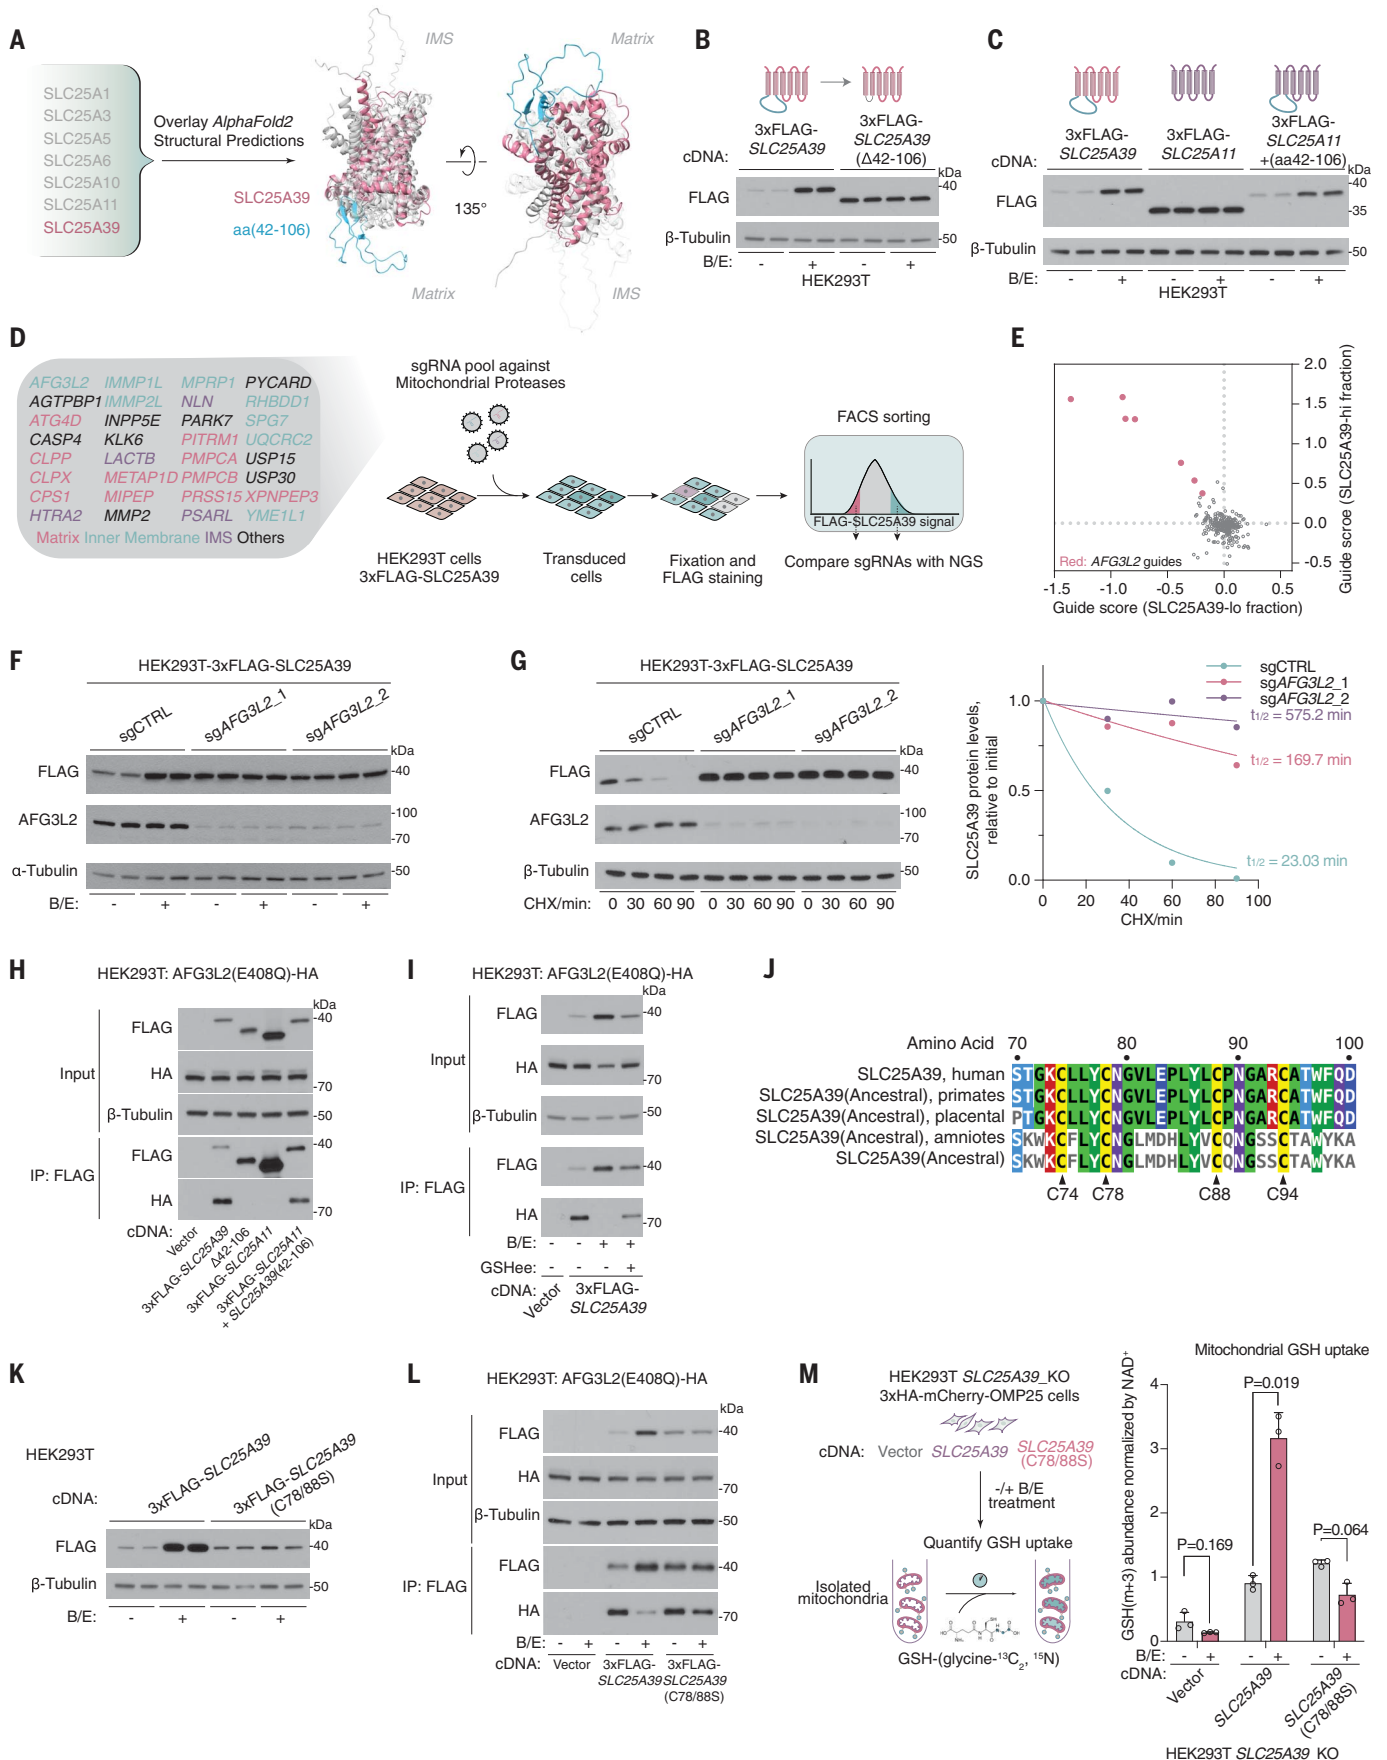 A
SLC25A1
SLC25A3
SLC25A5
SLC25A6
SLC25A10
SLC25A11
SLC25A39
Overlay AlphaFold2
Structural Predictions
SLC25A39
aa(42-106)
IMS
Matrix
135°
Matrix
IMS
B
3xFLAG-
SLC25A39
3xFLAG-
SLC25A39
(Δ42-106)
cDNA:
kDa
FLAG
-40
β-Tubulin
-50
B/E:
- + - +
HEK293T
C
3xFLAG-
SLC25A39
3xFLAG-
SLC25A11
3xFLAG-
SLC25A11
+(aa42-106)
cDNA:
kDa
FLAG
-40
-35
β-Tubulin
-50
B/E:
- + - + - +
HEK293T
D
AFG3L2 IMMP1L MPRP1 PYCARD
AGTPBP1 IMMP2L NLN RHBDD1
ATG4D INPP5E PARK7 SPG7
CASP4 KLK6 PITRM1 UQCRC2
CLPP LACTB PMPCA USP15
CLPX METAP1D PMPCB USP30
CPS1 MIPEP PRSS15 XPNPEP3
HTRA2 MMP2 PSARL YME1L1
Matrix Inner Membrane IMS Others
sgRNA pool against
Mitochondrial Proteases
HEK293T cells
3xFLAG-SLC25A39
Transduced
cells
Fixation and
FLAG staining
FACS sorting
FLAG-SLC25A39 signal
Compare sgRNAs with NGS
E
2.0
1.5
1.0
0.5
0.0
-0.5
Guide scroe (SLC25A39-hi fraction)
Red: AFG3L2 guides
-1.5 -1.0 -0.5 0.0 0.5
Guide score (SLC25A39-lo fraction)
F
HEK293T-3xFLAG-SLC25A39
sgCTRL
sgAFG3L2_1
sgAFG3L2_2
kDa
FLAG
-40
AFG3L2
-100
-70
α-Tubulin
-50
B/E:
- + - + - +
G
HEK293T-3xFLAG-SLC25A39
sgCTRL
sgAFG3L2_1
sgAFG3L2_2
kDa
FLAG
-40
AFG3L2
-100
-70
β-Tubulin
-50
CHX/min: 0 30 60 90 0 30 60 90 0 30 60 90
SLC25A39 protein levels,
relative to initial
1.0
0.5
0.0
sgCTRL
sgAFG3L2_1
sgAFG3L2_2
t1/2 = 575.2 min
t1/2 = 169.7 min
t1/2 = 23.03 min
0 20 40 60 80 100
CHX/min
H
HEK293T: AFG3L2(E408Q)-HA
kDa
Input
FLAG
-40
HA
-70
β-Tubulin
-50
IP: FLAG
FLAG
-40
HA
-70
cDNA:
Vector
3xFLAG-SLC25A39
Δ42-106
3xFLAG-SLC25A11
3xFLAG-SLC25A11
+ SLC25A39(42-106)
I
HEK293T: AFG3L2(E408Q)-HA
kDa
Input
FLAG
-40
HA
-70
β-Tubulin
-50
IP: FLAG
FLAG
-40
HA
-70
B/E: - - + +
GSHee: - - - +
cDNA:
Vector
3xFLAG-
SLC25A39
J
Amino Acid 70 80 90 100
SLC25A39, human STGKCLLYCNGVLEPLYLCPNGARCATWFQD
SLC25A39(Ancestral), primates STGKCLLYCNGVLEPLYLCPNGARCATWFQD
SLC25A39(Ancestral), placental PTGKCLLYCNGVLEPLYLCPNGARCATWFQD
SLC25A39(Ancestral), amniotes SKWKCFLYCNGLMDHLYVCQNGSSCTAWYKA
SLC25A39(Ancestral) SKWKCFLYCNGLMDHLYVCQNGSSCTAWYKA
C74 C78 C88 C94
K
HEK293T
cDNA:
3xFLAG-SLC25A39
3xFLAG-SLC25A39
(C78/88S)
kDa
FLAG
-40
β-Tubulin
-50
B/E:
- + - +
L
HEK293T: AFG3L2(E408Q)-HA
kDa
Input
FLAG
-40
HA
-70
β-Tubulin
-50
IP: FLAG
FLAG
-40
HA
-70
B/E: - + - + - +
cDNA:
Vector
3xFLAG-
SLC25A39
3xFLAG-
SLC25A39
(C78/88S)
M
HEK293T SLC25A39_KO
3xHA-mCherry-OMP25 cells
cDNA: Vector SLC25A39 SLC25A39
(C78/88S)
-/+ B/E
treatment
Quantify GSH uptake
Isolated
mitochondria
GSH-(glycine-¹³C₂, ¹⁵N)
Mitochondrial GSH uptake
GSH(m+3) abundance normalized by NAD⁺
4
3
2
1
0
P=0.169
P=0.019
P=0.064
B/E: - + - + - +
cDNA:
Vector
SLC25A39
SLC25A39
(C78/88S)
HEK293T SLC25A39 KO